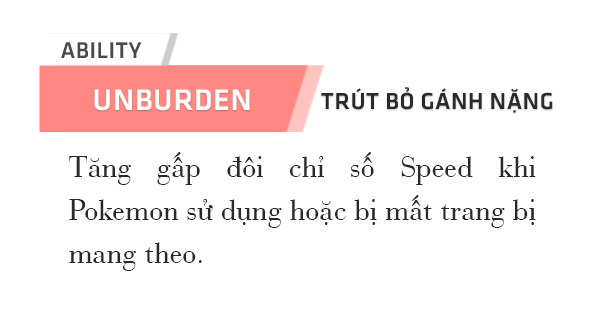 ABILITY
UNBURDEN
TRÚT BỎ GÁNH NẶNG
Tăng gấp đôi chỉ số Speed khi
Pokemon sử dụng hoặc bị mất trang bị
mang theo.